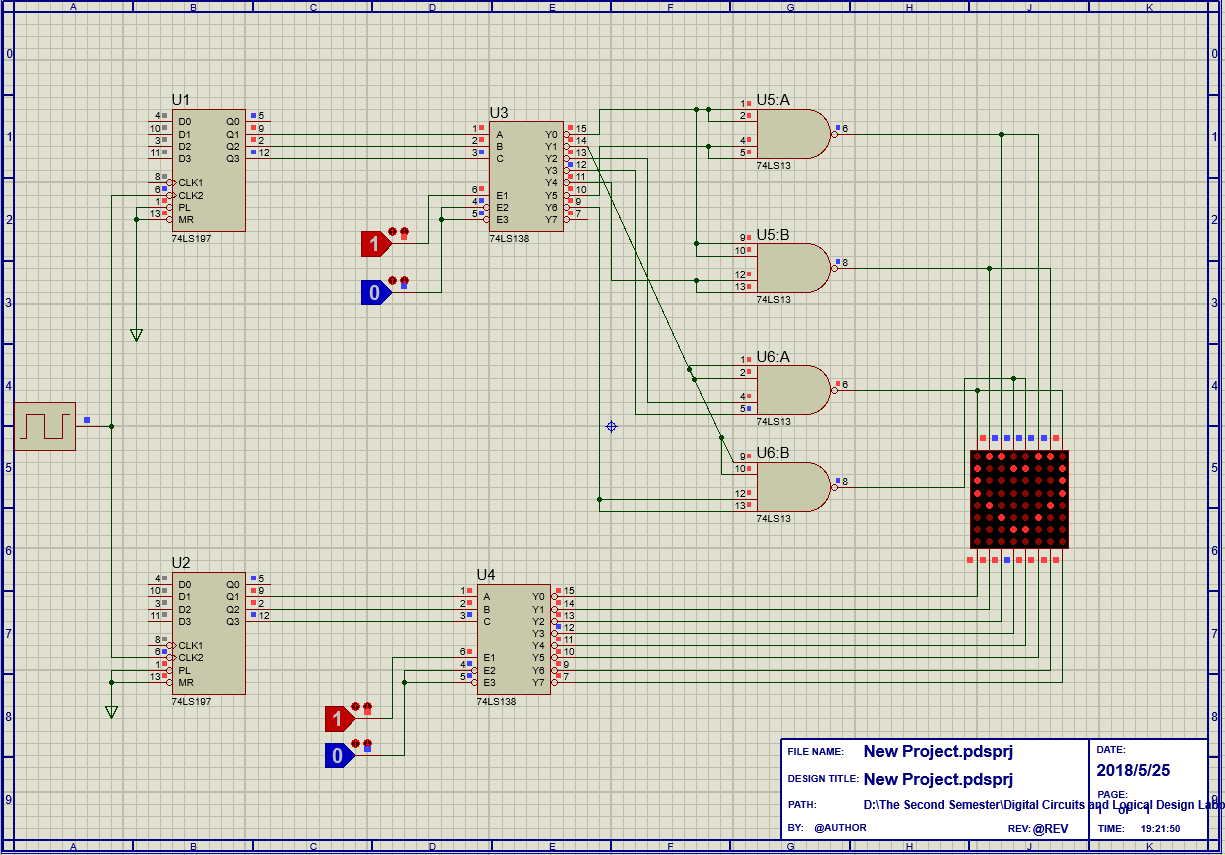 A B C D E F G H J K
0 0
U1
4 D0 Q0 5
10 D1 Q1 9
3 D2 Q2 2
11 D3 Q3 12
8 CLK1
6 CLK2
1 PL
13 MR
74LS197
U3
1 A Y0 15
2 B Y1 14
3 C Y2 13
Y3 12
Y4 11
6 E1 Y5 10
4 E2 Y6 9
5 E3 Y7 7
74LS138
U5:A
1
2
4
5
6
74LS13
1 1
2 2
1
0
U5:B
9
10
12
13
8
74LS13
3 3
U6:A
1
2
4
5
6
74LS13
4 4
U6:B
9
10
12
13
8
74LS13
5 5
6 6
U2
4 D0 Q0 5
10 D1 Q1 9
3 D2 Q2 2
11 D3 Q3 12
8 CLK1
6 CLK2
1 PL
13 MR
74LS197
U4
1 A Y0 15
2 B Y1 14
3 C Y2 13
Y3 12
Y4 11
6 E1 Y5 10
4 E2 Y6 9
5 E3 Y7 7
74LS138
7 7
8 8
1
0
9
FILE NAME: New Project.pdsprj
DESIGN TITLE: New Project.pdsprj
PATH: D:\The Second Semester\Digital Circuits and Logical Design Labo
BY: @AUTHOR REV: @REV
DATE:
2018/5/25
PAGE:
1 of 1
TIME: 19:21:50
A B C D E F G H J K